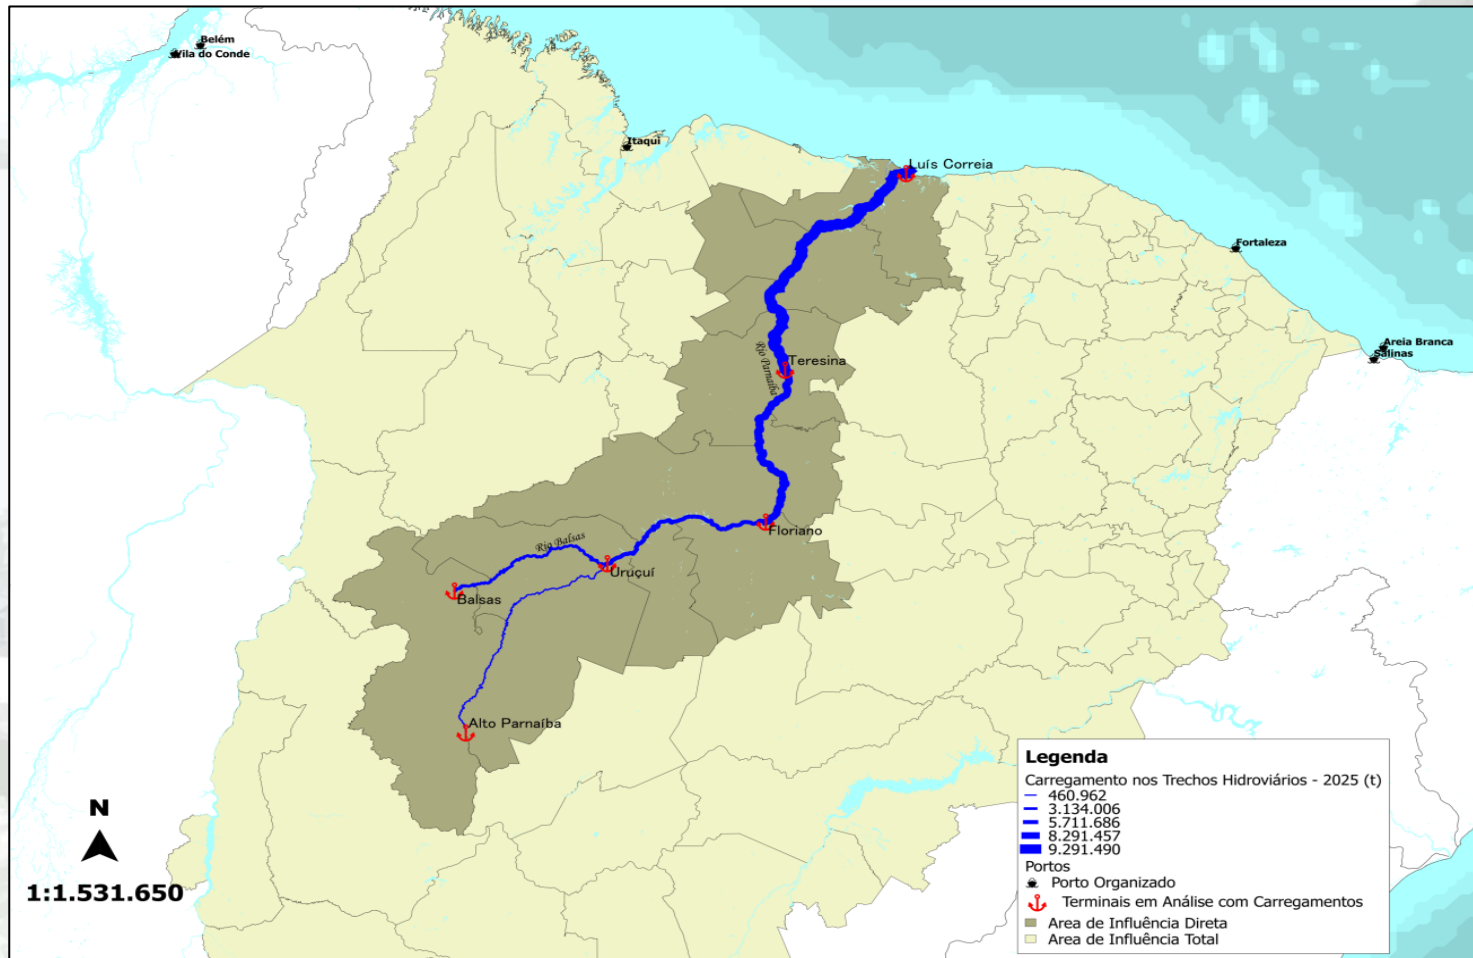 Belém
Vila do Conde
Itaqui
Luís Correia
Fortaleza
Areia Branca
Salinas
Rio Parnaíba
Teresina
Floriano
Rio Balsas
Uruçuí
Balsas
Alto Parnaíba
N
1:1.531.650
Legenda
Carregamento nos Trechos Hidroviários - 2025 (t)
460.962
3.134.006
5.711.686
8.291.457
9.291.490
Portos
Porto Organizado
Terminais em Análise com Carregamentos
Area de Influência Direta
Area de Influência Total